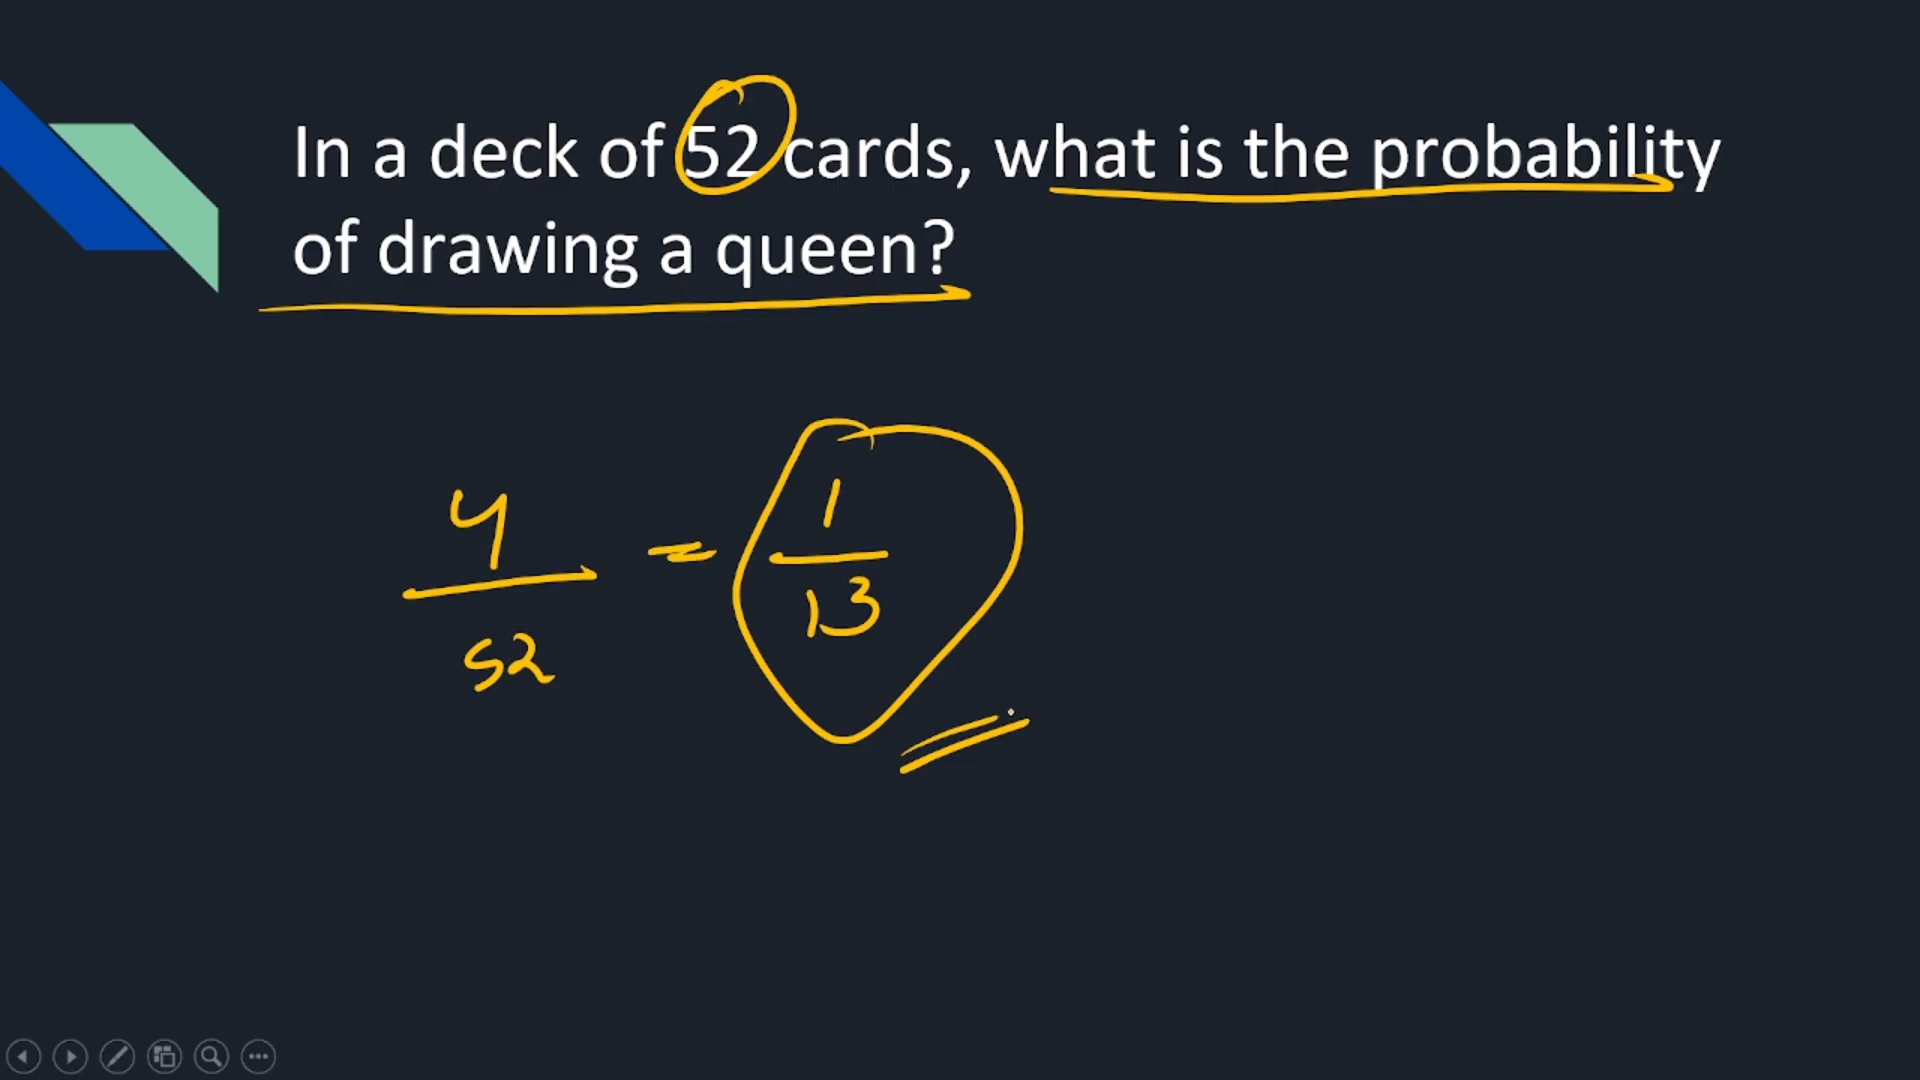 In a deck of 52 cards, what is the probability
of drawing a queen?
4/52 = 1/13